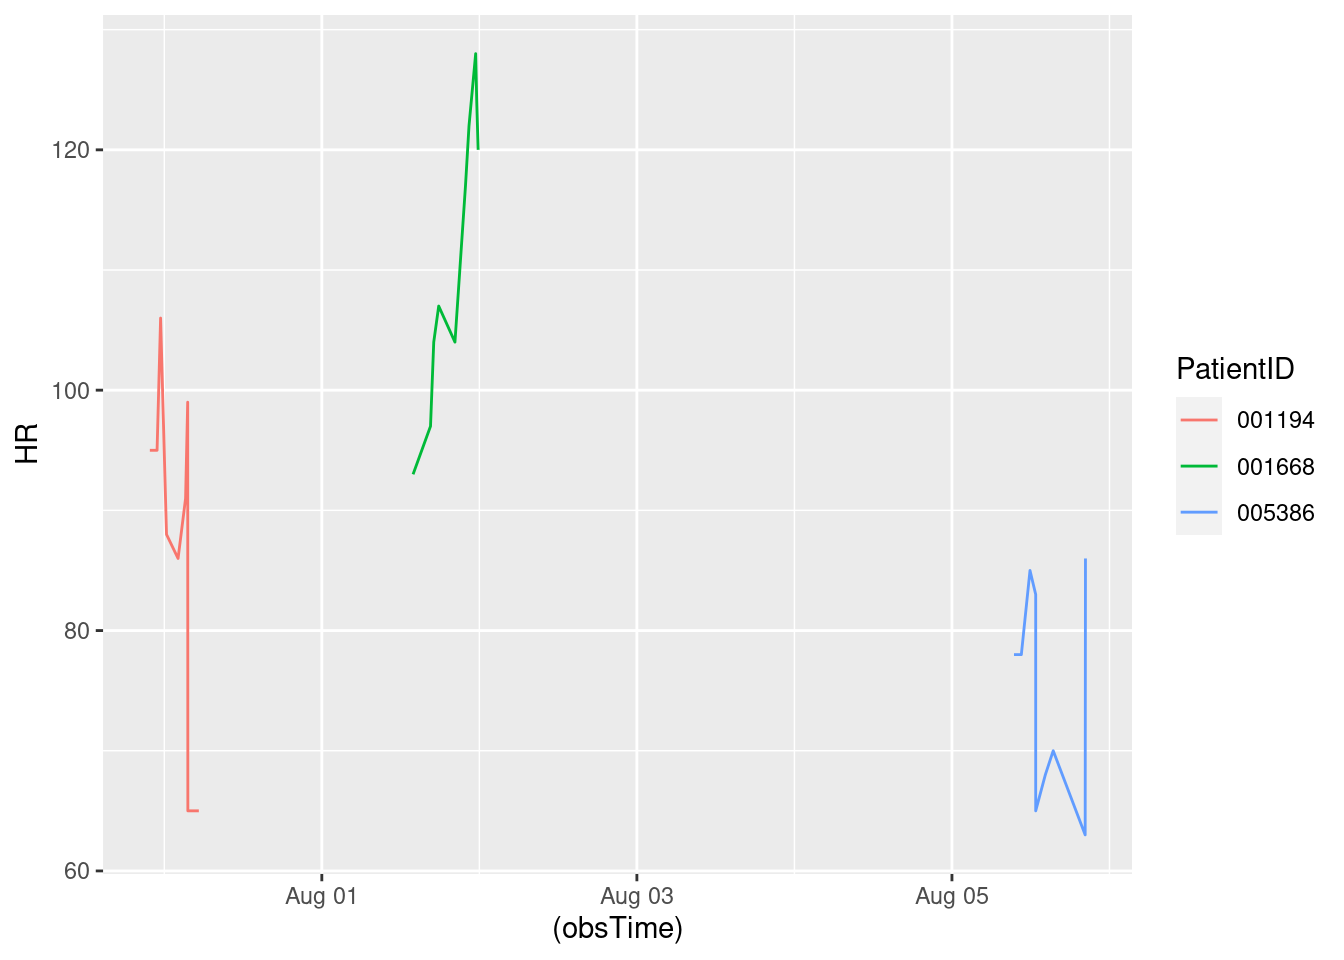 120
100
80
60
HR
Aug 01
Aug 03
Aug 05
(obsTime)
PatientID
001194
001668
005386